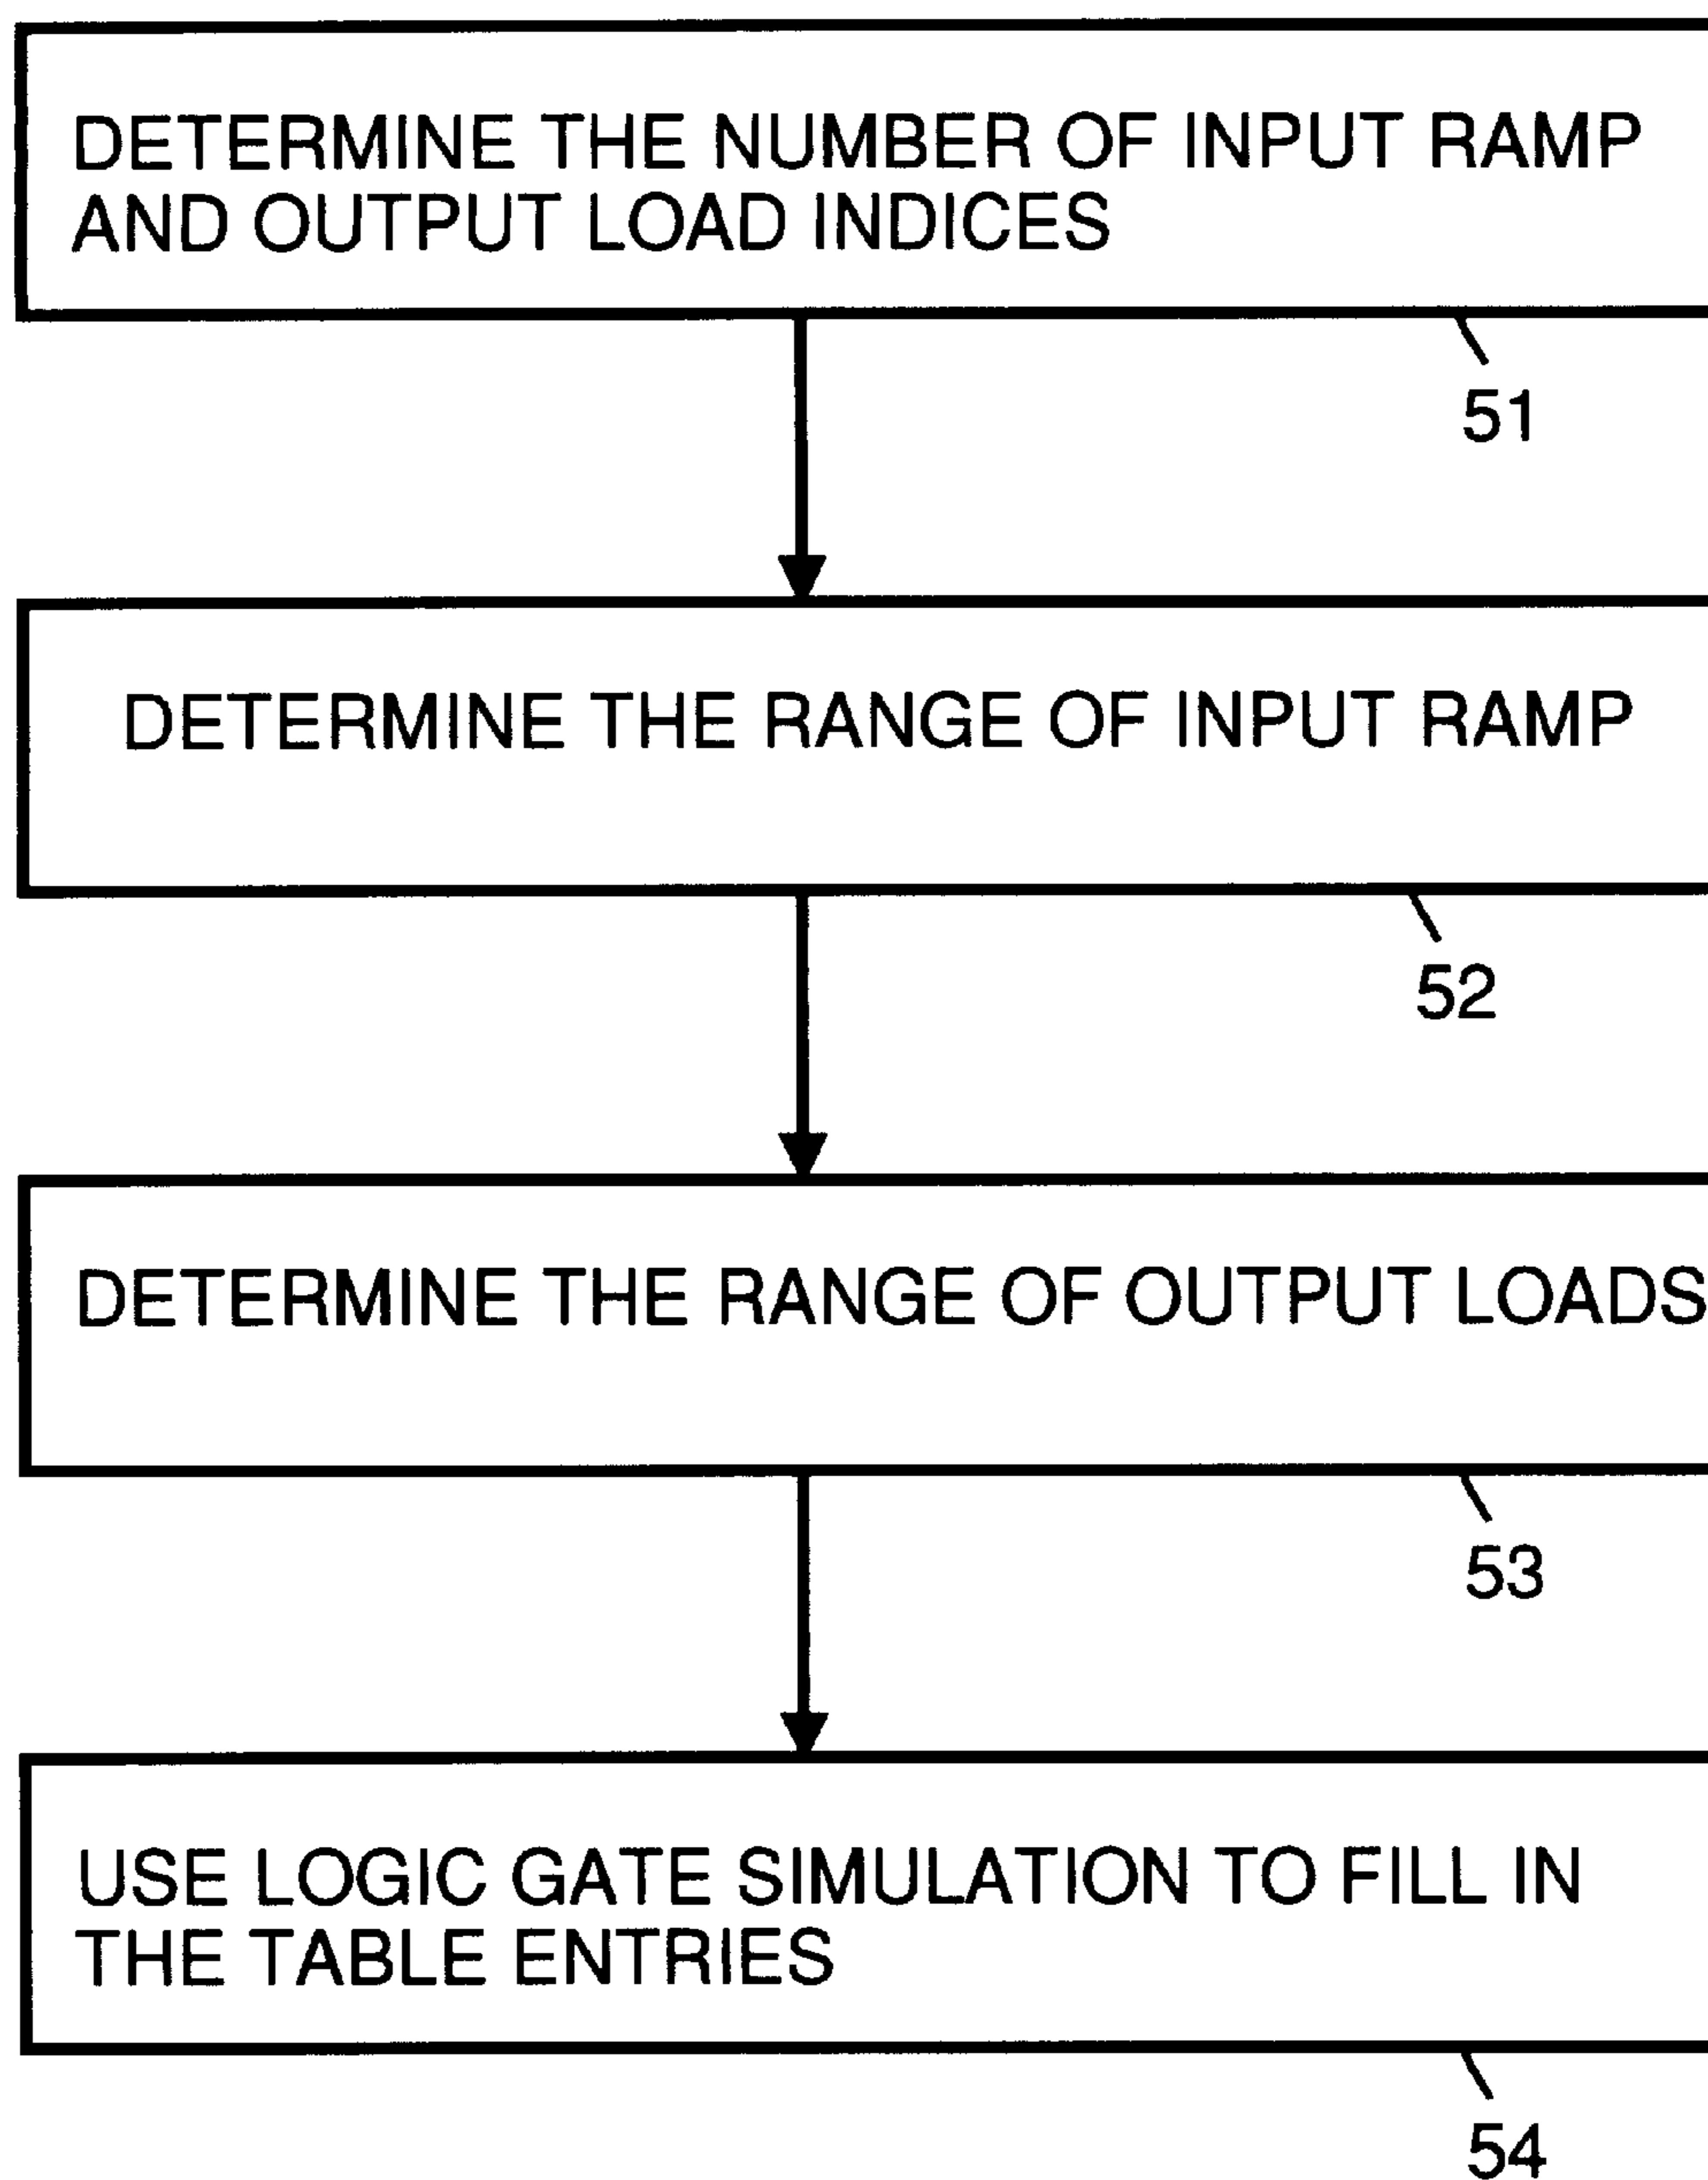 DETERMINE THE NUMBER OF INPUT RAMP
AND OUTPUT LOAD INDICES
51
DETERMINE THE RANGE OF INPUT RAMP
52
DETERMINE THE RANGE OF OUTPUT LOADS
53
USE LOGIC GATE SIMULATION TO FILL IN
THE TABLE ENTRIES
54